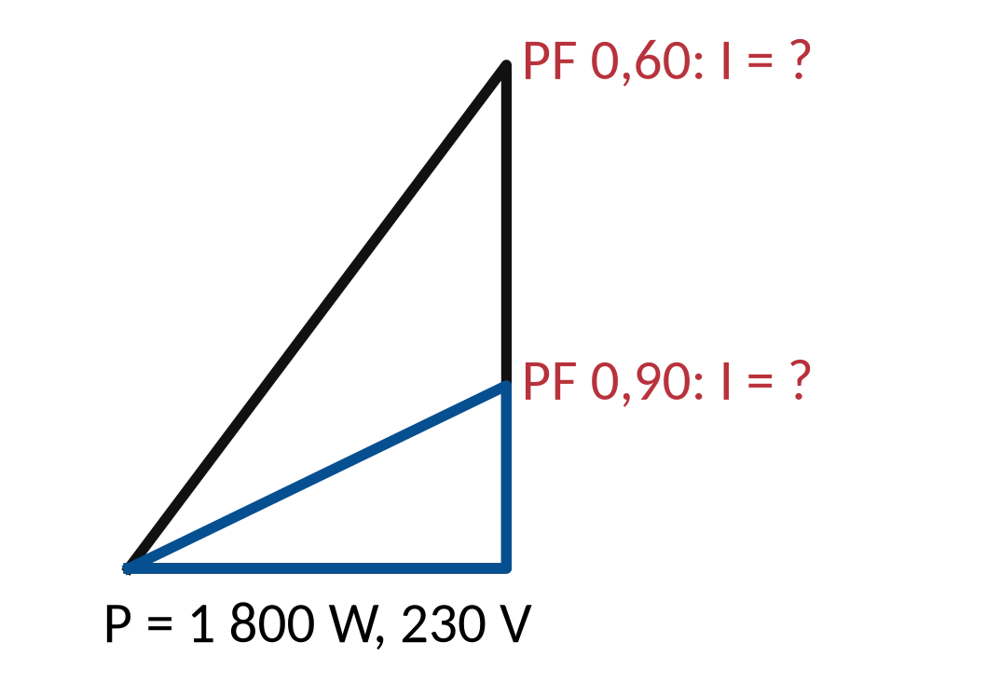 PF 0,60: I = ?
PF 0,90: I = ?
P = 1 800 W, 230 V